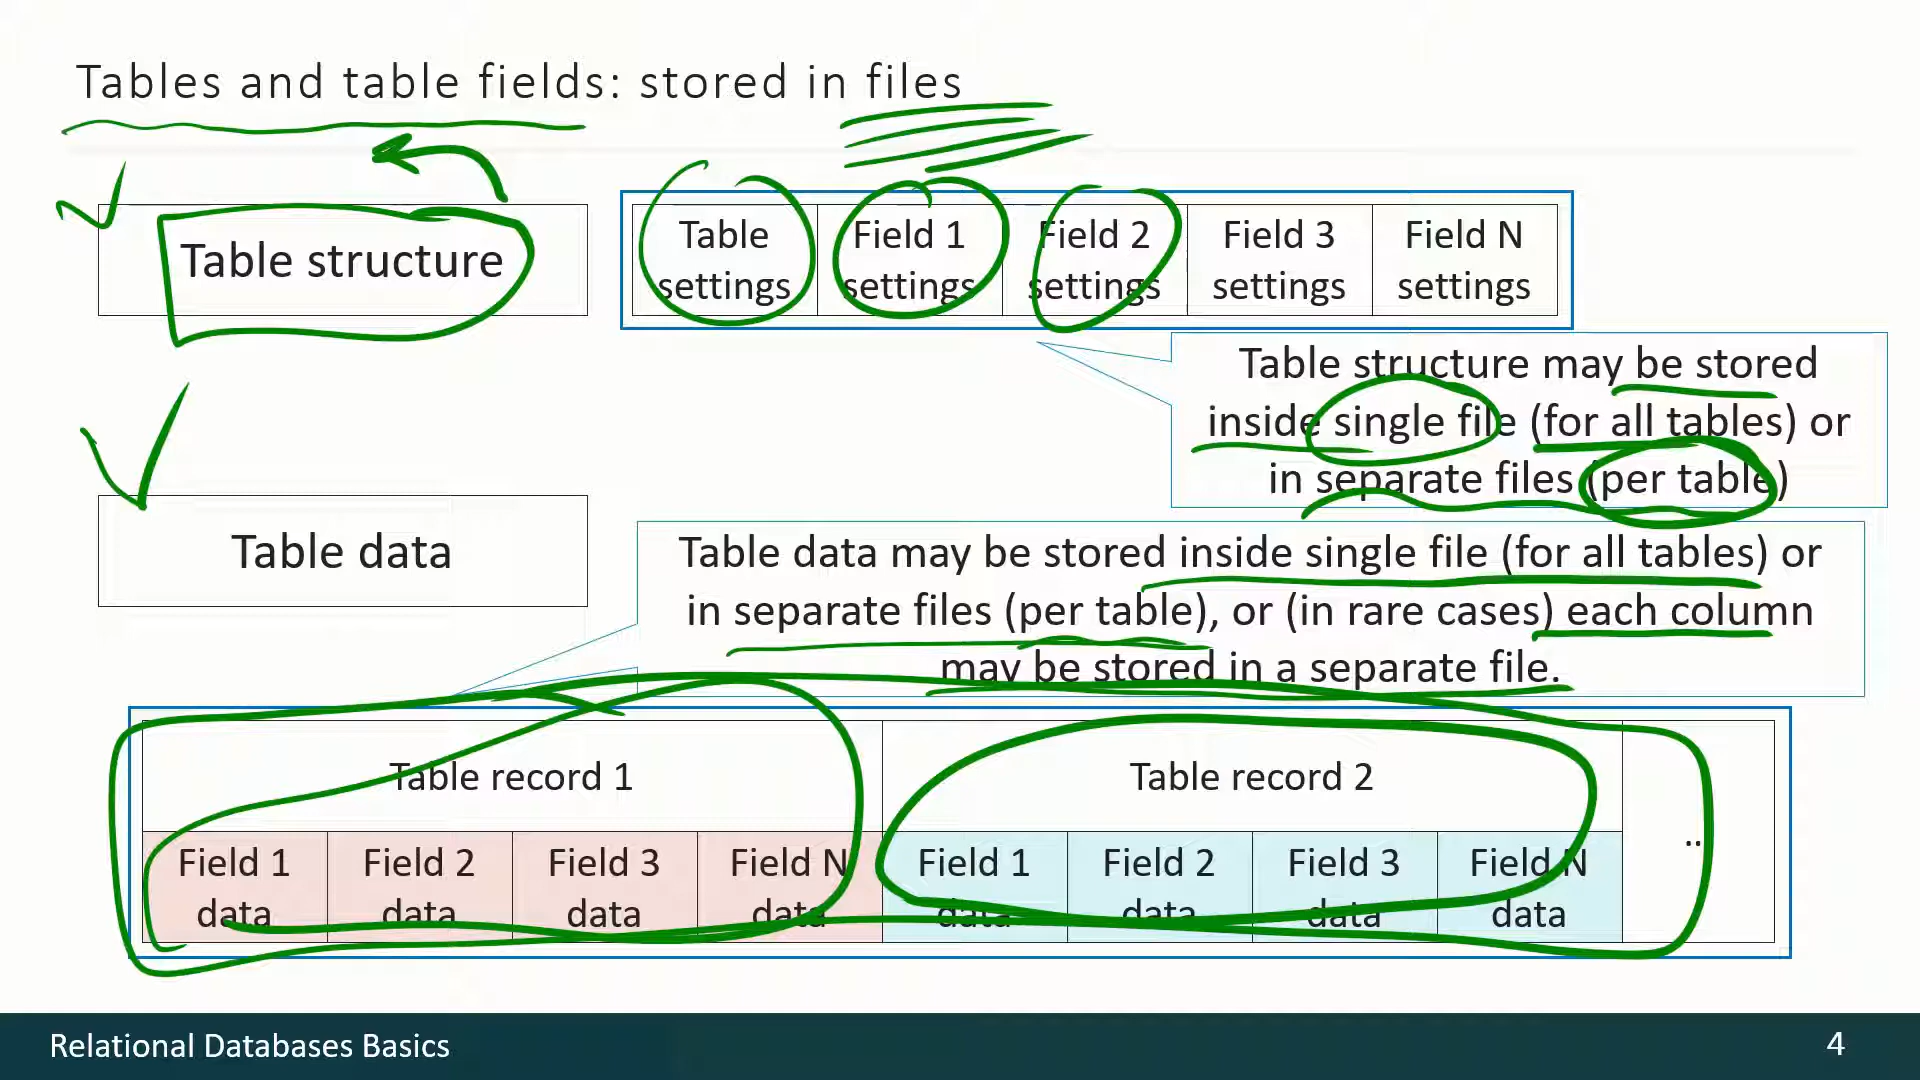 Tables and table fields: stored in files
Table structure
Table
settings
Field 1
settings
Field 2
settings
Field 3
settings
Field N
settings
Table structure may be stored
inside single file (for all tables) or
in separate files (per table)
Table data
Table data may be stored inside single file (for all tables) or
in separate files (per table), or (in rare cases) each column
may be stored in a separate file.
Table record 1
Table record 2
Field 1
data
Field 2
data
Field 3
data
Field N
data
Field 1
data
Field 2
data
Field 3
data
Field N
data
..
Relational Databases Basics
4